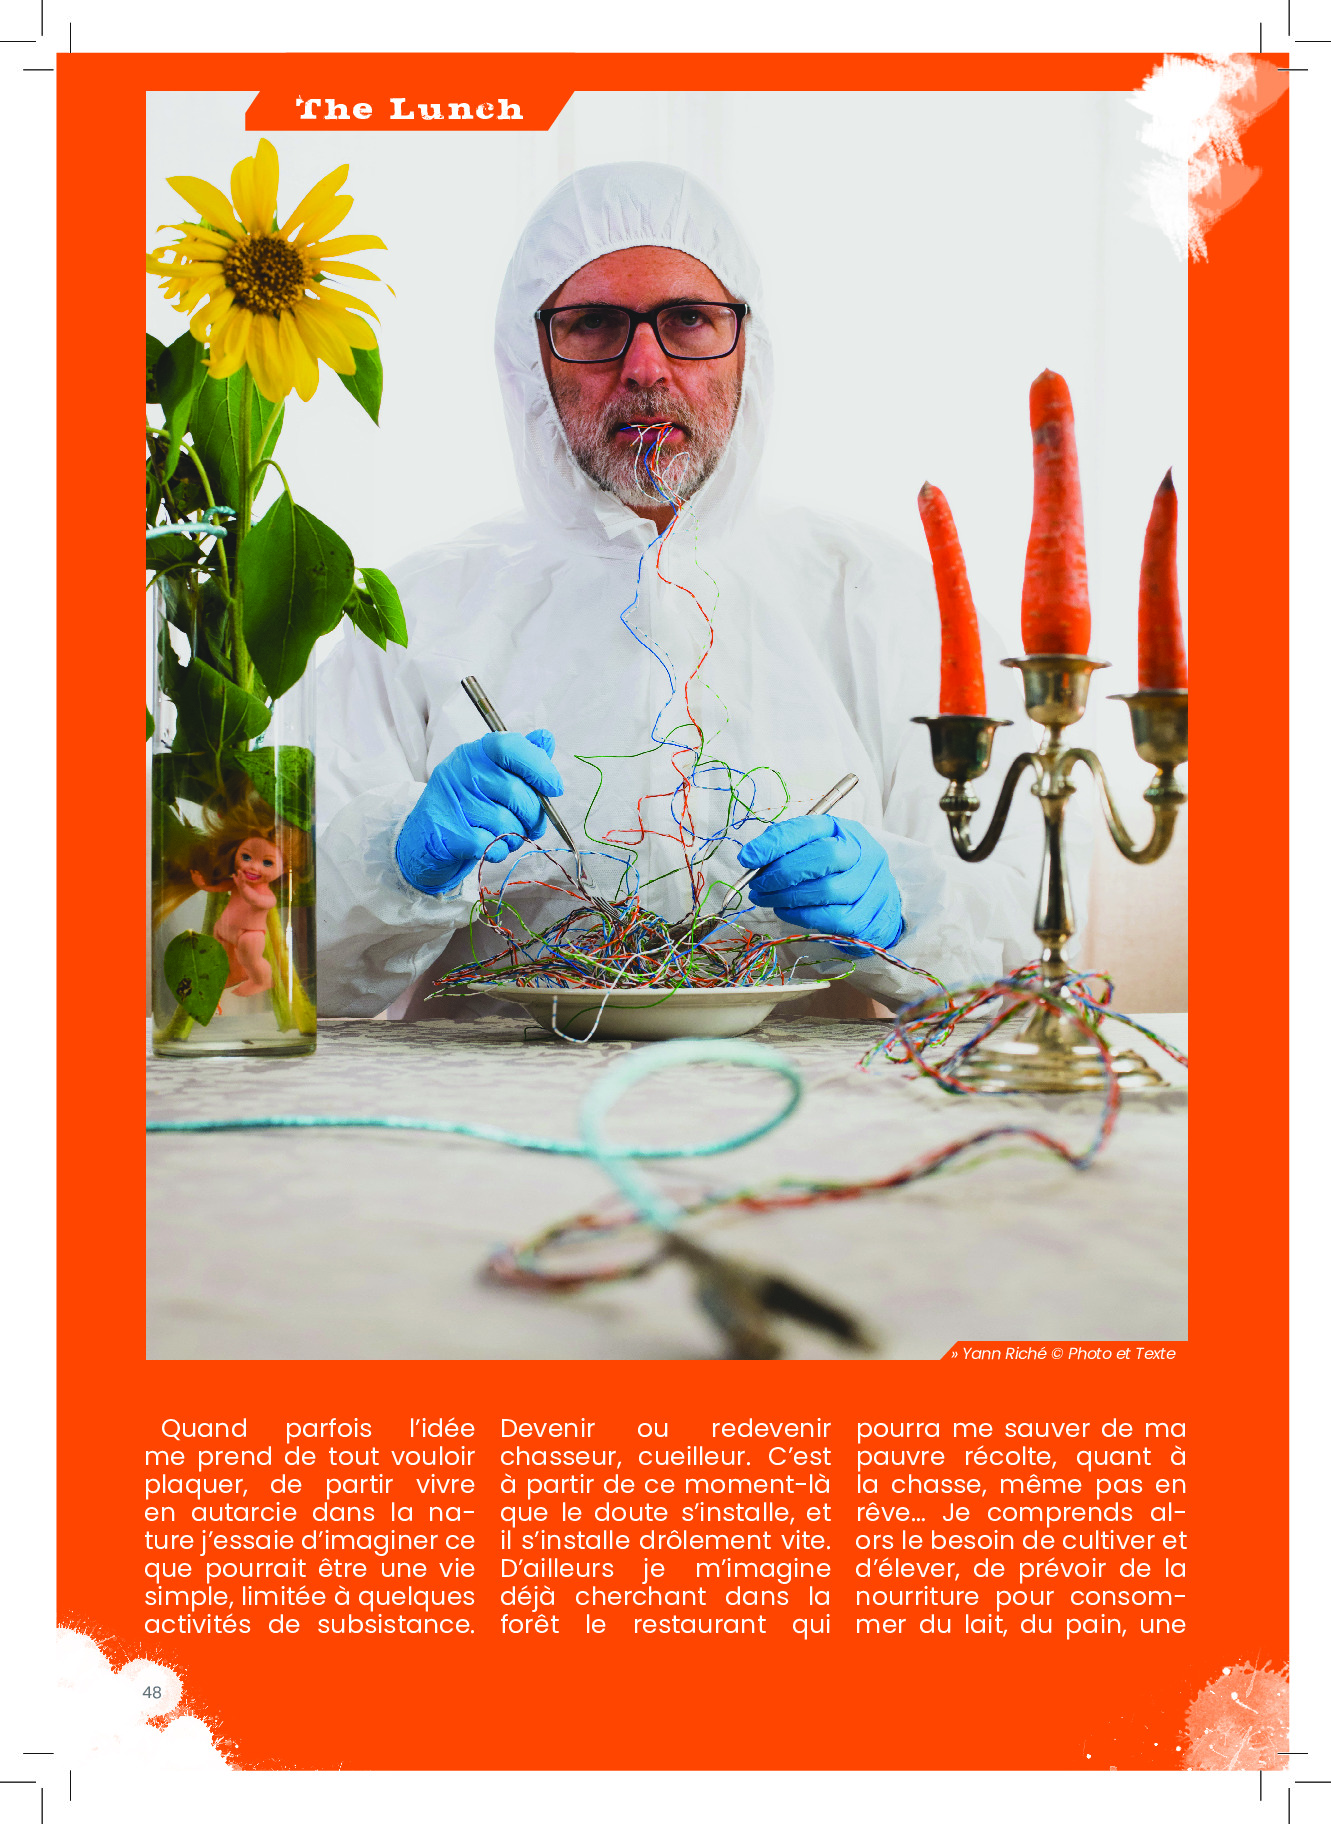 The Lunch
» Yann Riché © Photo et Texte
Quand parfois l’idée
me prend de tout vouloir
plaquer, de partir vivre
en autarcie dans la na-
ture j’essaie d’imaginer ce
que pourrait être une vie
simple, limitée à quelques
activités de subsistance.
Devenir ou redevenir
chasseur, cueilleur. C’est
à partir de ce moment-là
que le doute s’installe, et
il s’installe drôlement vite.
D’ailleurs je m’imagine
déjà cherchant dans la
forêt le restaurant qui
pourra me sauver de ma
pauvre récolte, quant à
la chasse, même pas en
rêve... Je comprends al-
ors le besoin de cultiver et
d’élever, de prévoir de la
nourriture pour consom-
mer du lait, du pain, une
48